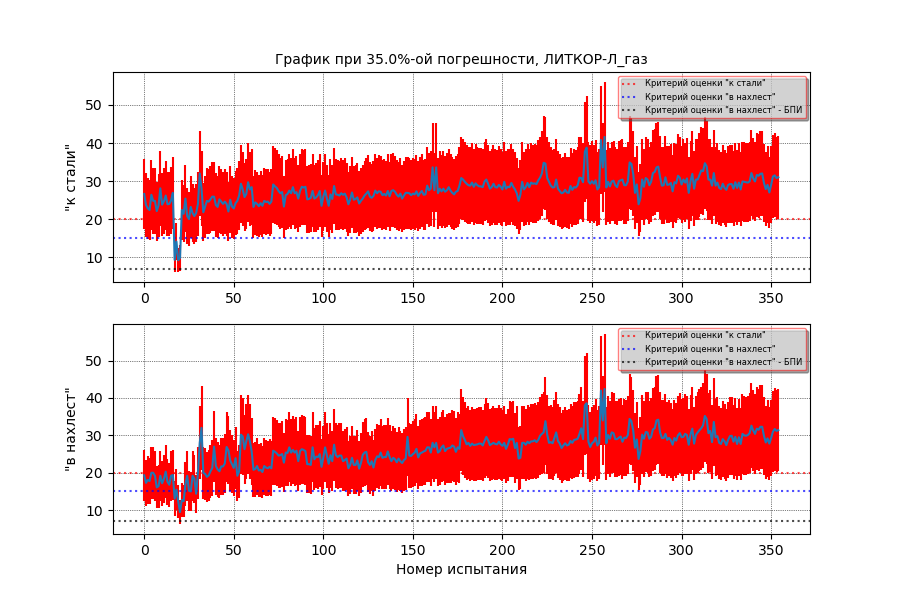 График при 35.0%-ой погрешности, ЛИТКОР-Л_газ
"к стали"
50
40
30
20
10
Критерий оценки "к стали"
Критерий оценки "в нахлест"
Критерий оценки "в нахлест" - БПИ
0
50
100
150
200
250
300
350
"в нахлест"
50
40
30
20
10
Критерий оценки "к стали"
Критерий оценки "в нахлест"
Критерий оценки "в нахлест" - БПИ
0
50
100
150
200
250
300
350
Номер испытания